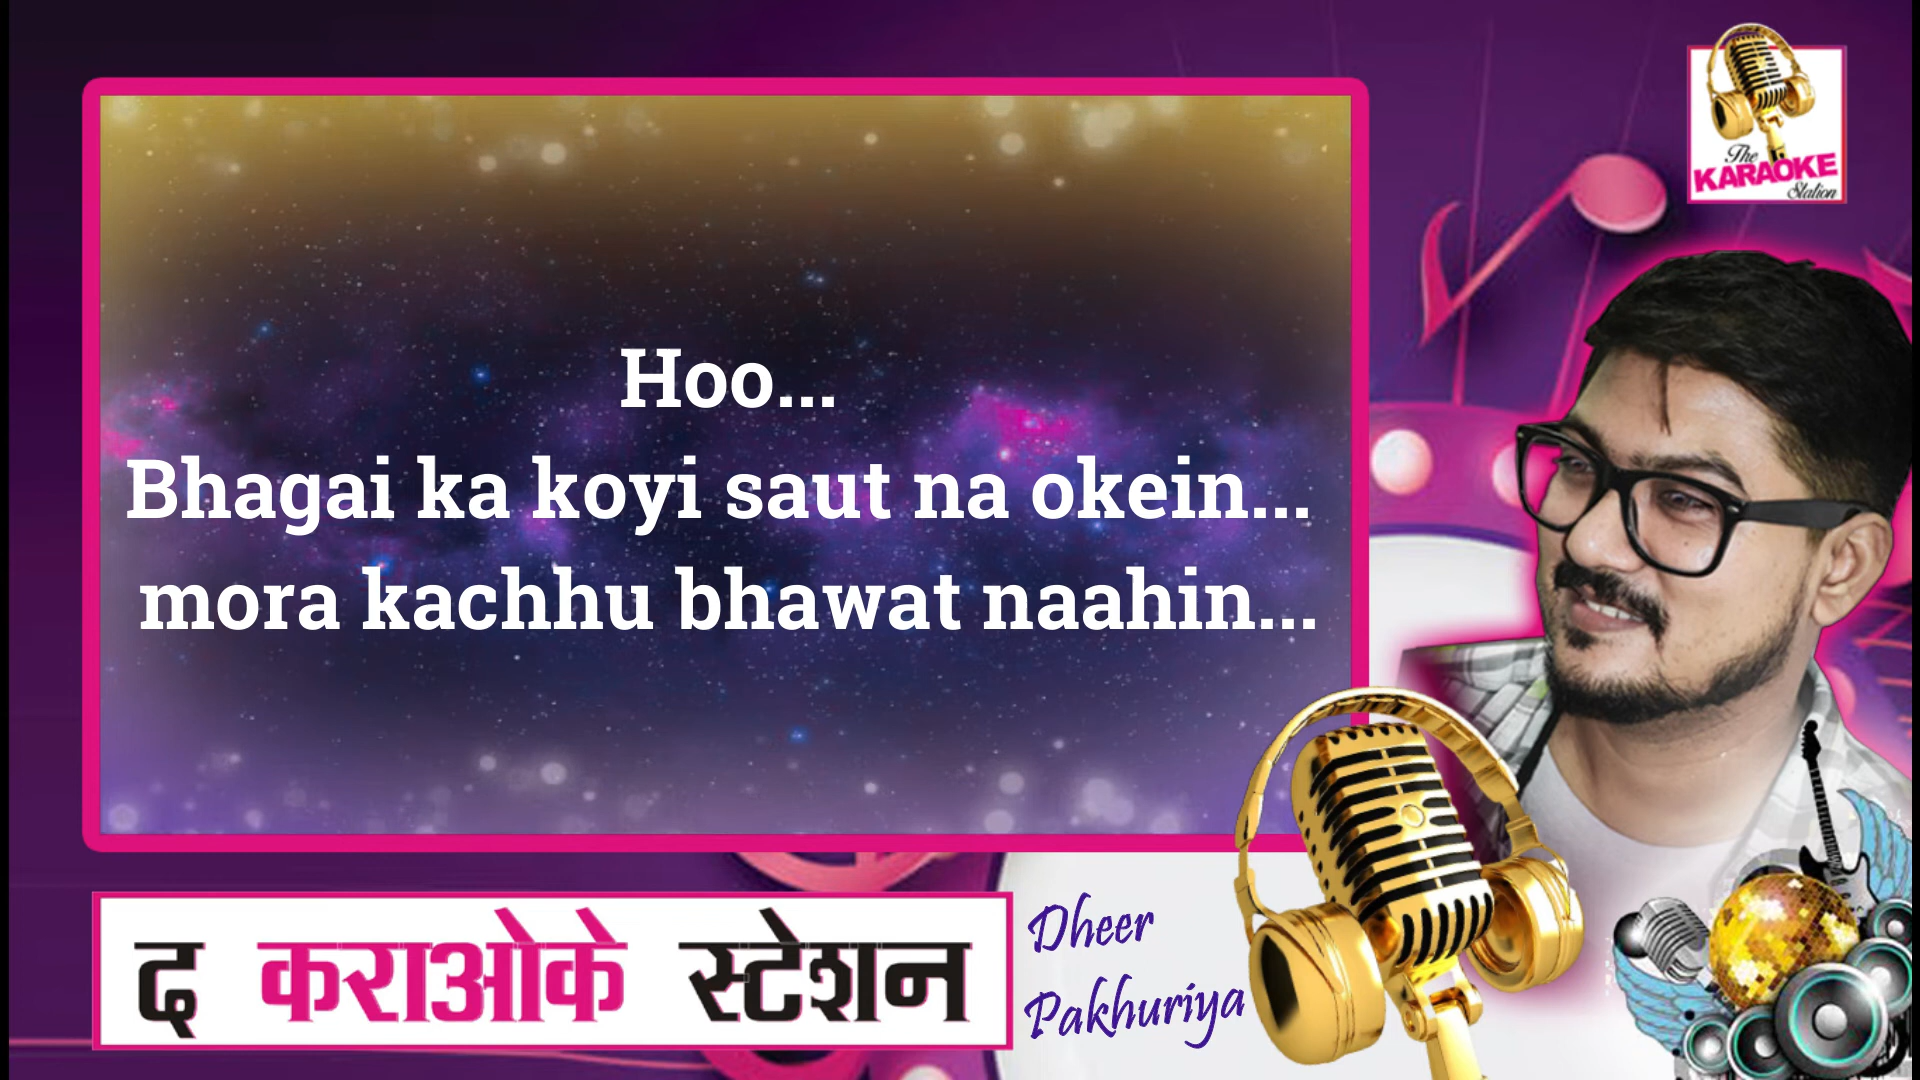 The
KARAOKE
Station
Hoo...
Bhagai ka koyi saut na okein...
mora kachhu bhawat naahin...
द कराओके स्टेशन
Dheer
Pakhuriya